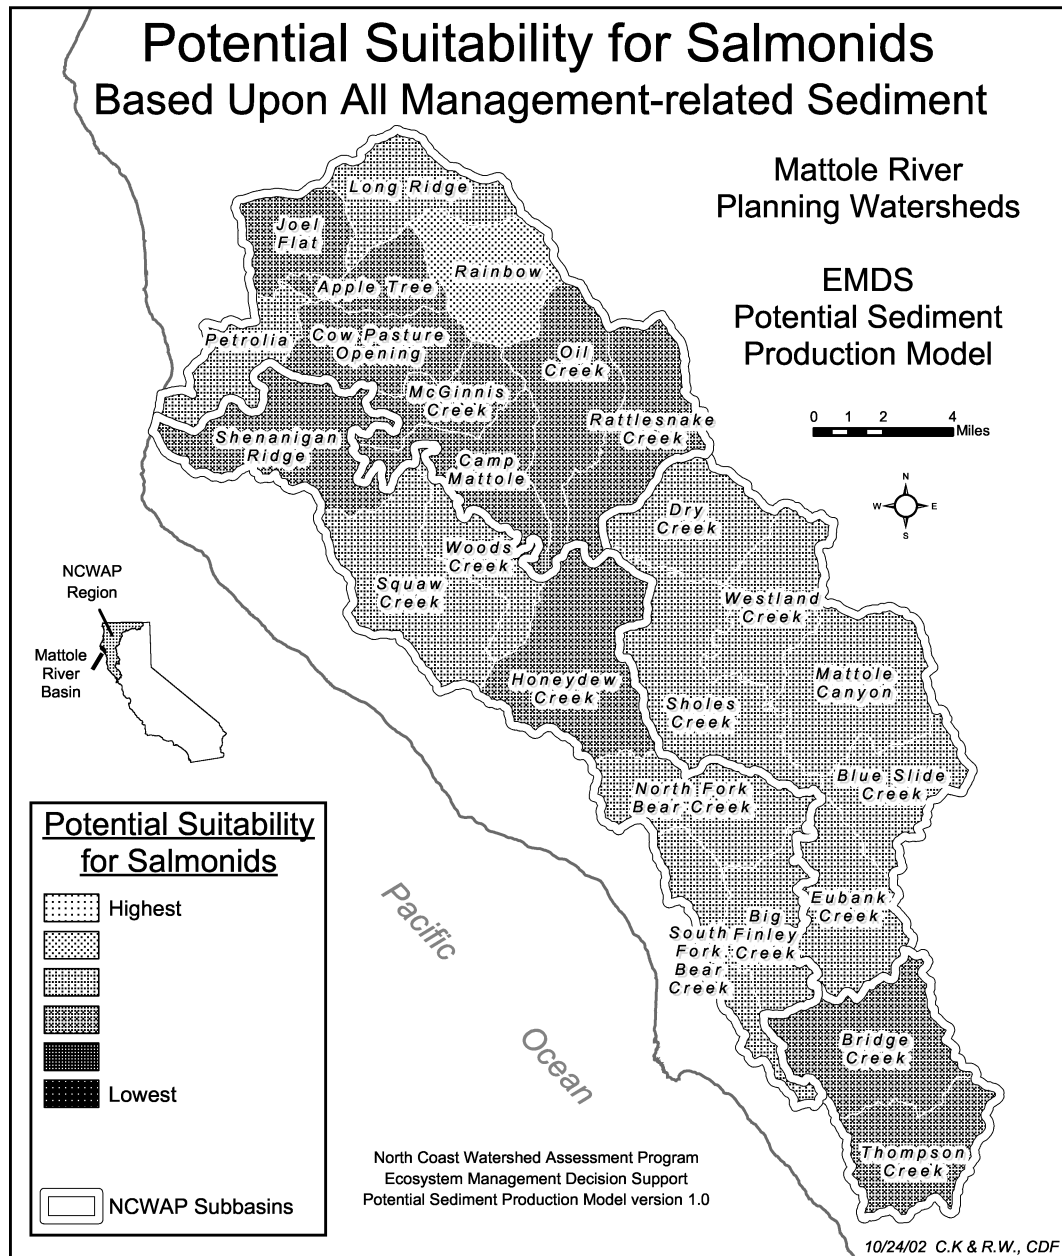 Potential Suitability for Salmonids
Based Upon All Management-related Sediment
Mattole River
Planning Watersheds
EMDS
Potential Sediment
Production Model
0 1 2 4
Miles
N
W E
S
Long Ridge
Joel
Flat
Rainbow
Apple Tree
Petrolia
Cow Pasture
Opening
Oil
Creek
McGinnis
Creek
Rattlesnake
Creek
Shenanigan
Ridge
Camp
Mattole
Dry
Creek
Woods
Creek
Squaw
Creek
Westland
Creek
Honeydew
Creek
Mattole
Canyon
Sholes
Creek
North Fork
Bear Creek
Blue Slide
Creek
Eubank
Creek
Big
Finley
Creek
South
Fork
Bear
Creek
Bridge
Creek
Thompson
Creek
NCWAP
Region
Mattole
River
Basin
Pacific
Ocean
Potential Suitability
for Salmonids
Highest
Lowest
NCWAP Subbasins
North Coast Watershed Assessment Program
Ecosystem Management Decision Support
Potential Sediment Production Model version 1.0
10/24/02 C.K & R.W., CDF